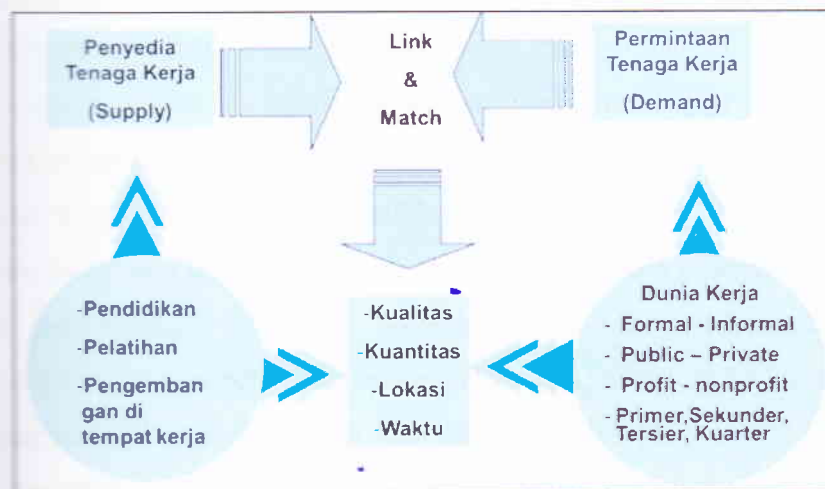 Penyedia
Tenaga Kerja
(Supply)
Link
&
Match
Permintaan
Tenaga Kerja
(Demand)
-Pendidikan
-Pelatihan
-Pengemban
gan di
tempat kerja
-Kualitas
-Kuantitas
-Lokasi
-Waktu
Dunia Kerja
- Formal - Informal
- Public – Private
- Profit - nonprofit
- Primer,Sekunder,
Tersier, Kuarter